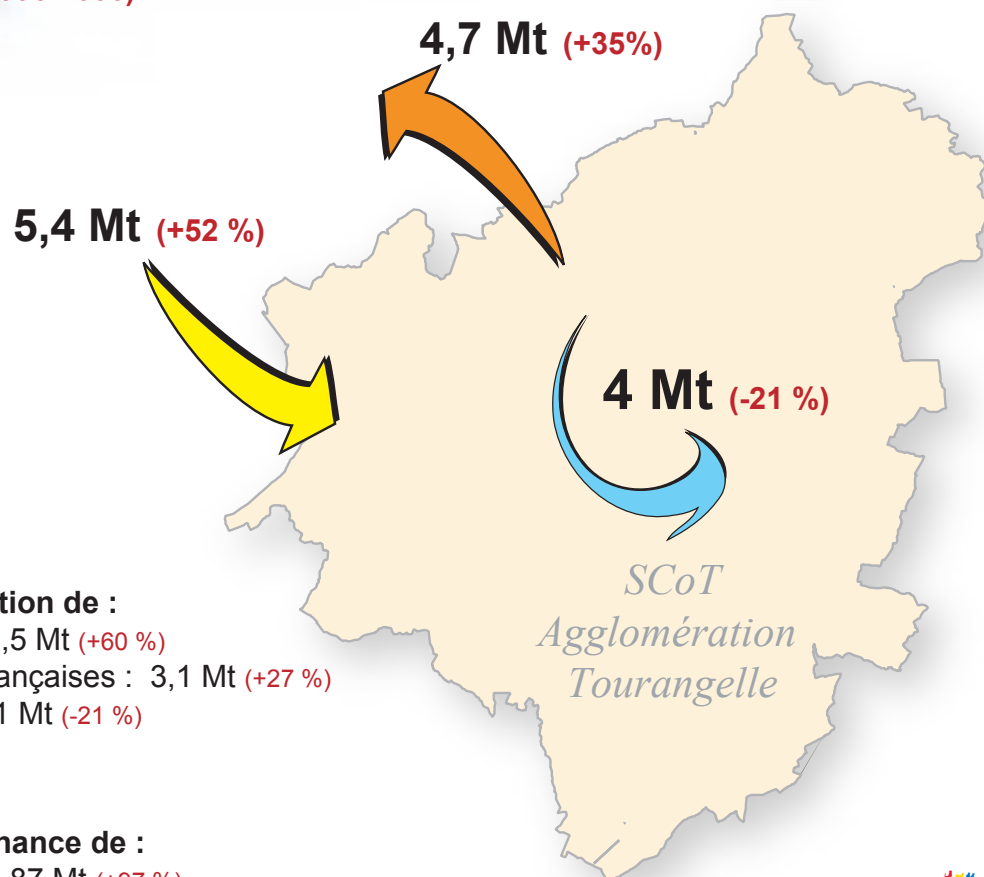 4,7 Mt (+35%)
5,4 Mt (+52 %)
4 Mt (-21 %)
SCoT
Agglomération
Tourangelle
tion de :
,5 Mt (+60 %)
ançaises : 3,1 Mt (+27 %)
1 Mt (-21 %)
nance de :